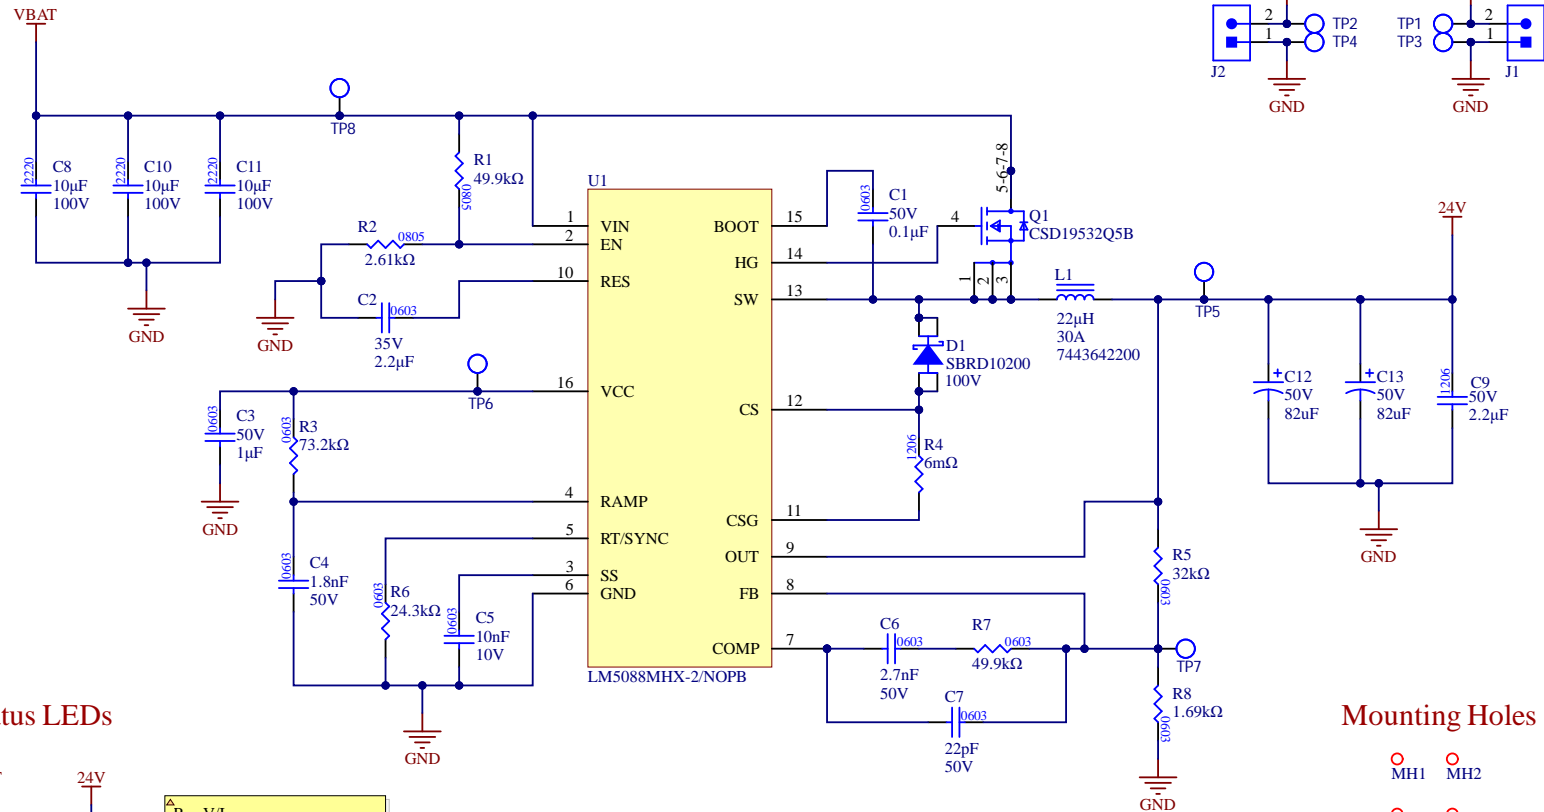 VBAT
2
TP2
1
TP4
J2
GND
TP1
2
TP3
1
J1
GND
TP8
2220
C8
10µF
100V
2220
C10
10µF
100V
2220
C11
10µF
100V
GND
R1
49.9kΩ
0805
R2
0805
2.61kΩ
C2
0603
35V
2.2µF
GND
TP6
0603
C3
50V
1µF
GND
0603
R3
73.2kΩ
0603
C4
1.8nF
50V
0603
R6
24.3kΩ
0603
C5
10nF
10V
GND
U1
1
VIN
2
EN
10
RES
16
VCC
4
RAMP
5
RT/SYNC
3
SS
6
GND
BOOT
15
HG
14
SW
13
CS
12
CSG
11
OUT
9
FB
8
COMP
7
LM5088MHX-2/NOPB
0603
C1
50V
0.1µF
5-6-7-8
4
Q1
CSD19532Q5B
1
2
3
L1
22µH
30A
7443642200
D1
SBRD10200
100V
1206
R4
6mΩ
TP5
24V
C12
50V
82uF
C13
50V
82uF
1206
C9
50V
2.2µF
GND
R5
32kΩ
0603
C6
0603
2.7nF
50V
R7
0603
49.9kΩ
C7
0603
22pF
50V
TP7
R8
1.69kΩ
0603
GND
tus LEDs
24V
Mounting Holes
MH1
MH2